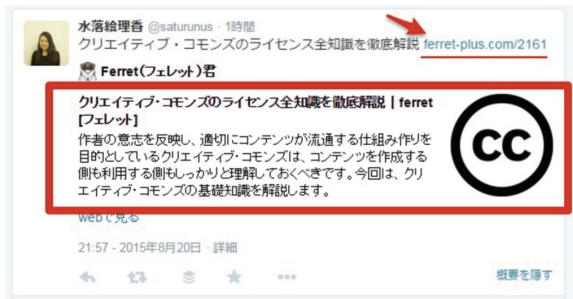 水落絵理香 @saturunus · 1時間
クリエイティブ・コモンズのライセンス全知識を徹底解説 ferret-plus.com/2161
Ferret(フェレット)君
クリエイティブ・コモンズのライセンス全知識を徹底解説 | ferret
[フェレット]
作者の意志を反映し、適切にコンテンツが流通する仕組み作りを
目的としているクリエイティブ・コモンズは、コンテンツを作成する
側も利用する側もしっかりと理解しておくべきです。今回は、クリ
エイティブ・コモンズの基礎知識を解説します。
CC
webで見る
21:57 - 2015年8月20日 · 詳細
概要を隠す